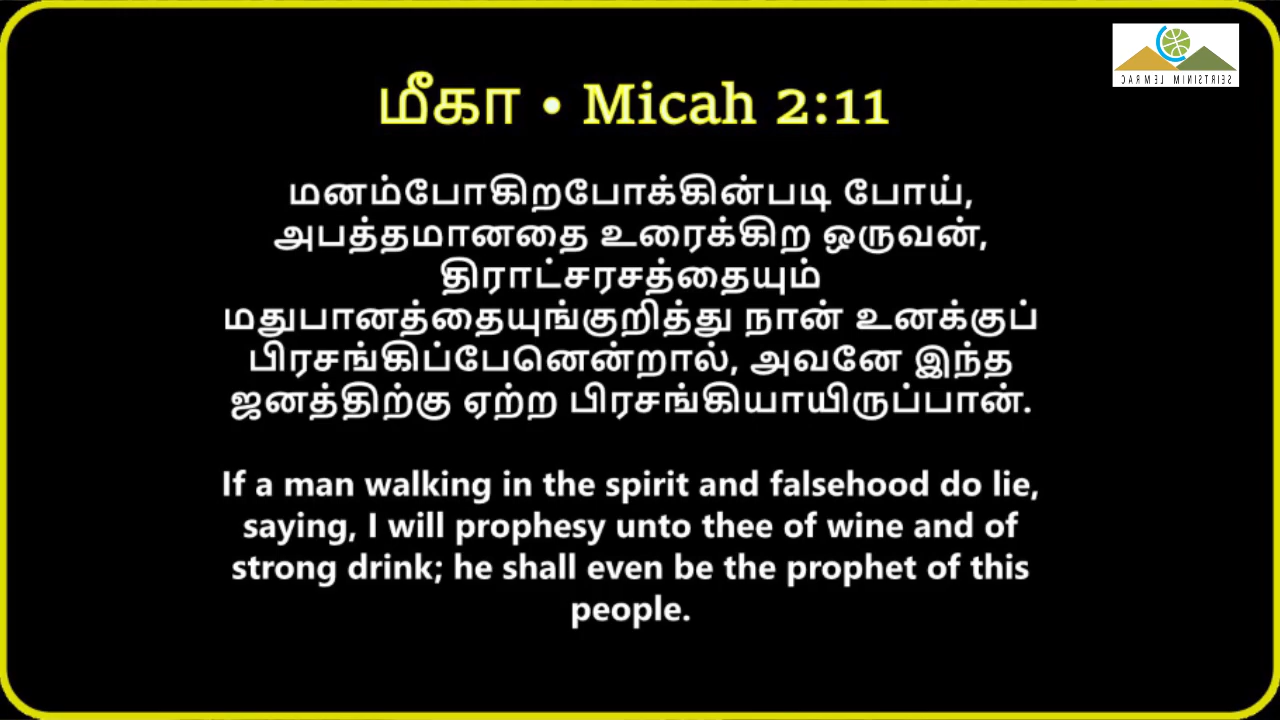 CARMEL MINISTRIES
மீகா • Micah 2:11
மனம்போகிறபோக்கின்படி போய்,
அபத்தமானதை உரைக்கிற ஒருவன்,
திராட்சரசத்தையும்
மதுபானத்தையுங்குறித்து நான் உனக்குப்
பிரசங்கிப்பேனென்றால், அவனே இந்த
ஜனத்திற்கு ஏற்ற பிரசங்கியாயிருப்பான்.
If a man walking in the spirit and falsehood do lie,
saying, I will prophesy unto thee of wine and of
strong drink; he shall even be the prophet of this
people.